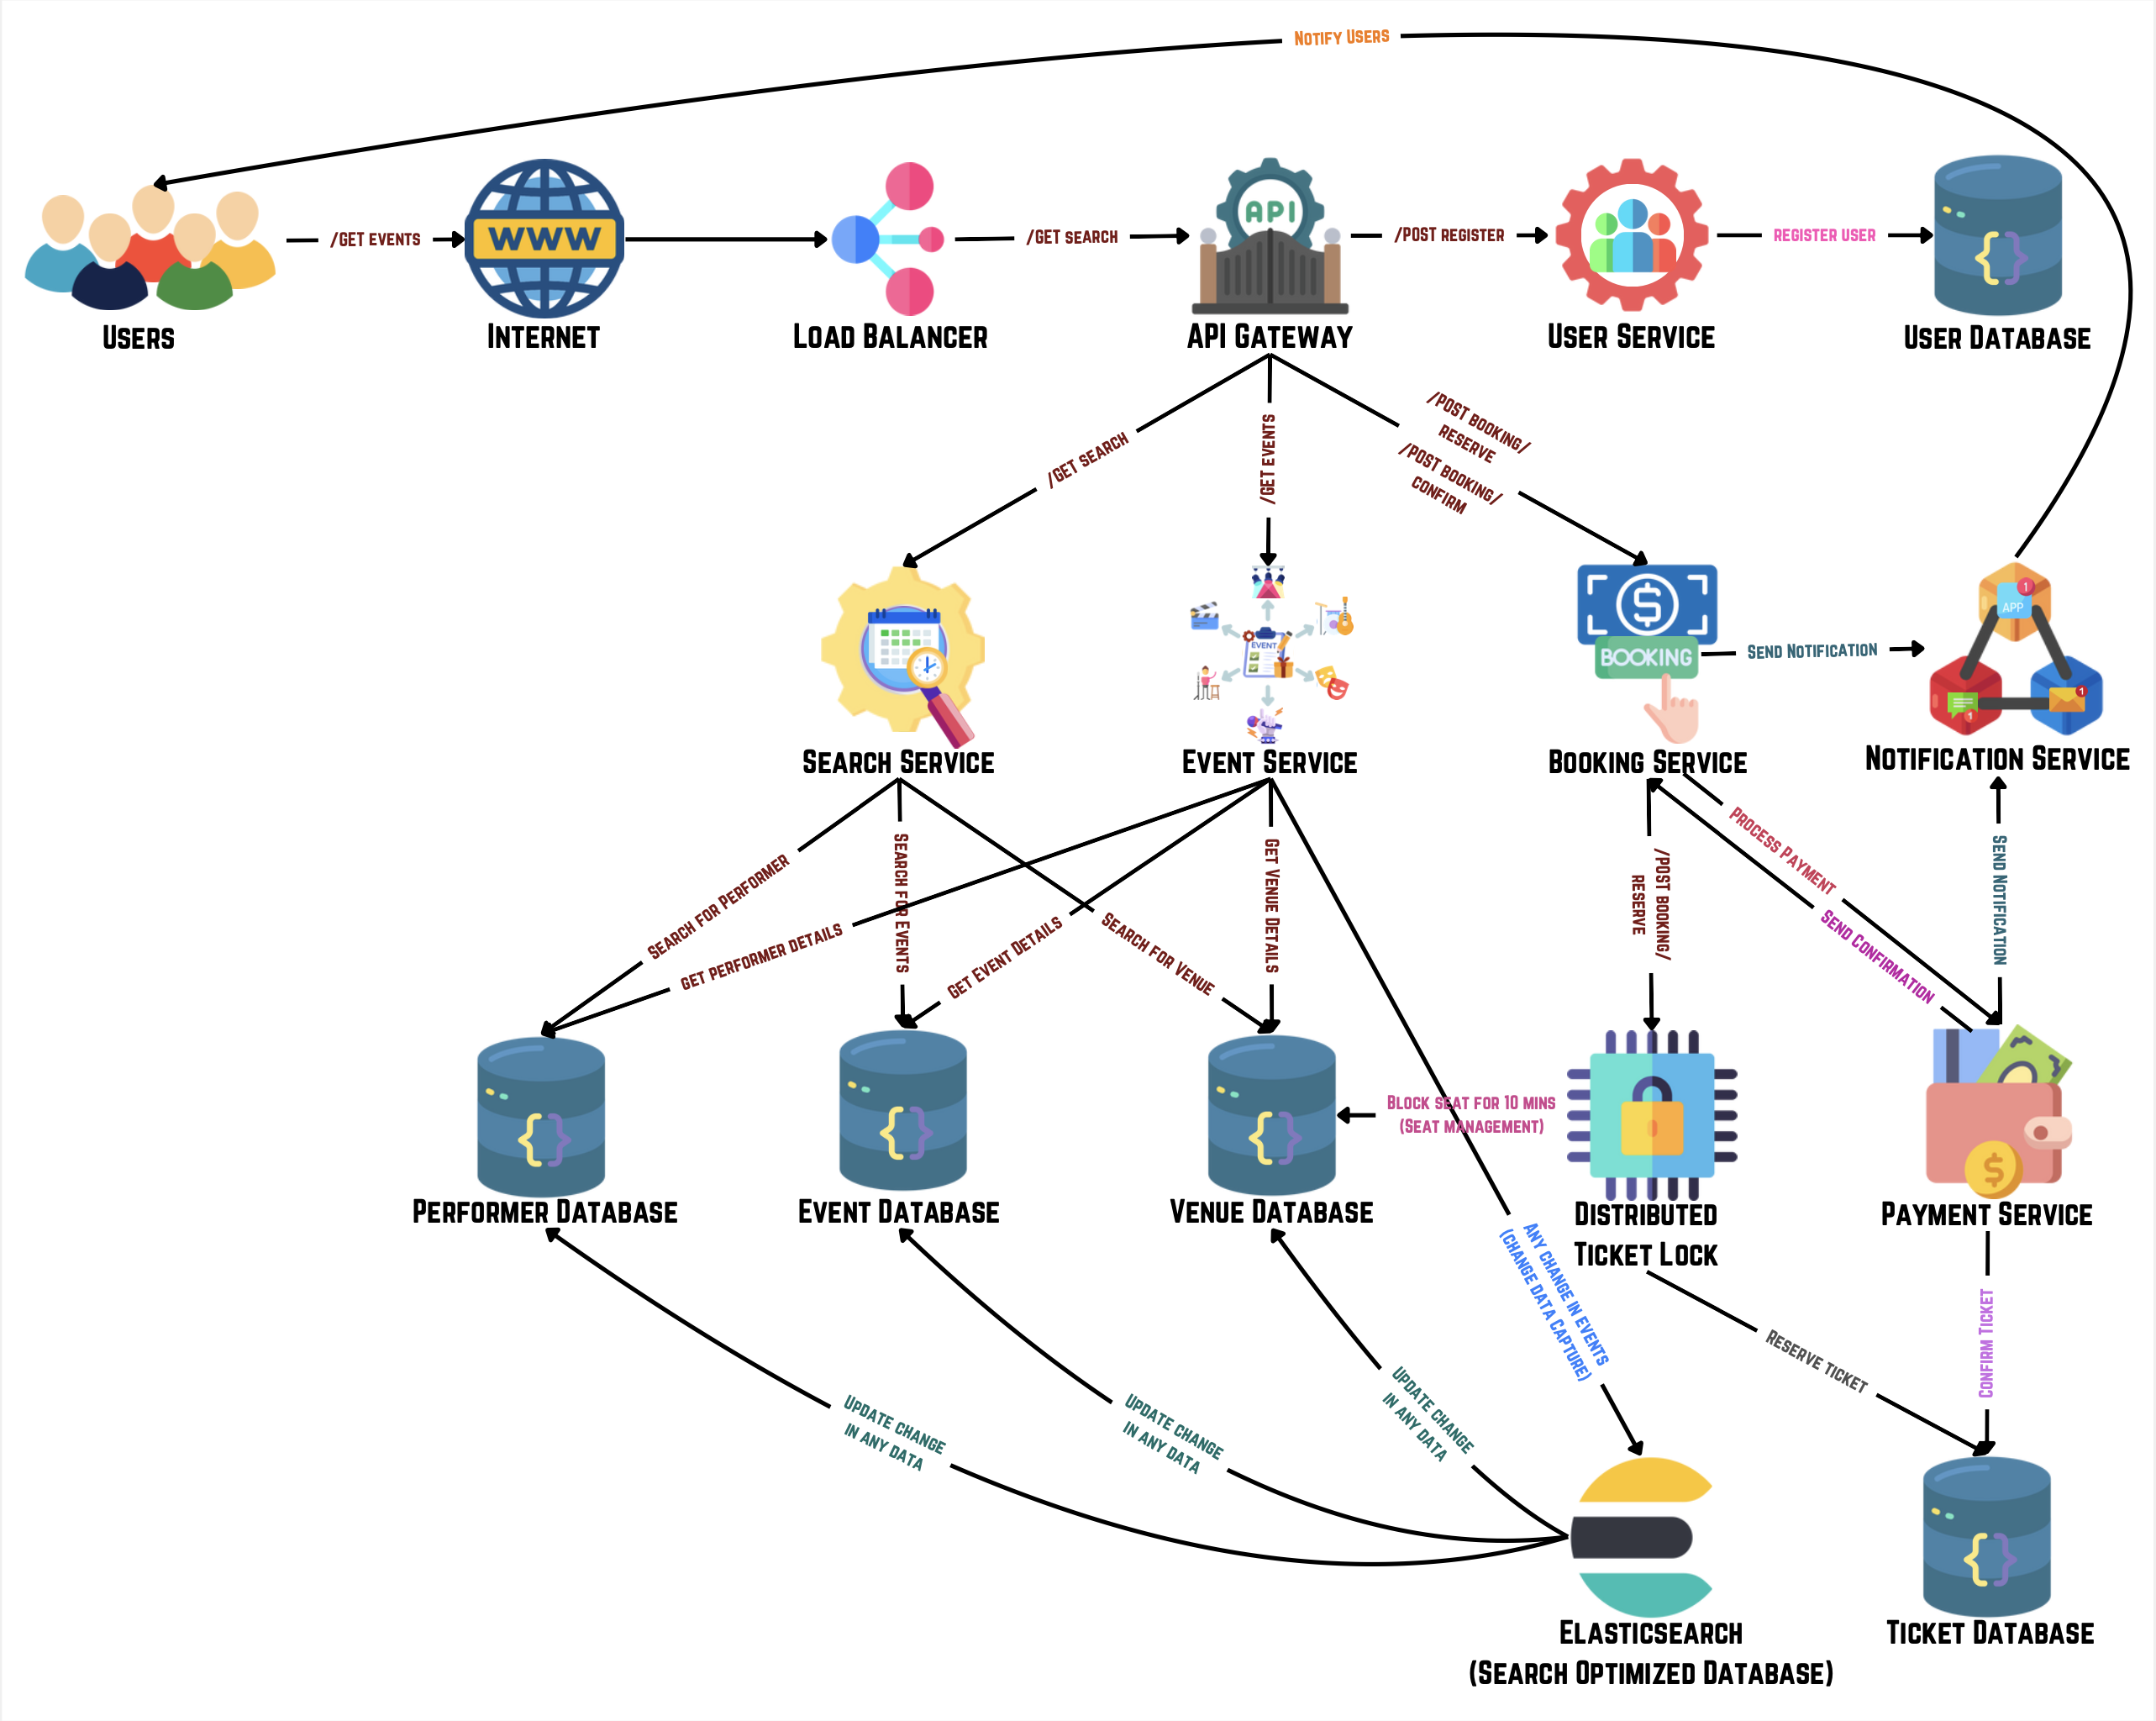 Notify Users
/GET EVENTS
WWW
/GET SEARCH
API
/POST REGISTER
REGISTER USER
{}
Users
Internet
Load Balancer
API Gateway
User Service
User Database
/GET SEARCH
/GET EVENTS
/POST BOOKING/
RESERVE
/POST BOOKING/
CONFIRM
EVENT
$
BOOKING
Send Notification
APP
1
1
1
Search Service
Event Service
Booking Service
Notification Service
Search for Performer
Get performer details
Search for Events
Get Event Details
Search for Venue
Get Venue Details
/POST BOOKING/
RESERVE
Process Payment
Send Confirmation
Send Notification
{}
{}
{}
Block seat for 10 mins
(Seat management)
$
Performer Database
Event Database
Venue Database
Distributed
Ticket Lock
Payment Service
Any change in events
(change data capture)
Reserve ticket
Confirm Ticket
Update change
in any data
Update change
in any data
Update change
in any data
{}
Elasticsearch
(Search Optimized Database)
Ticket Database